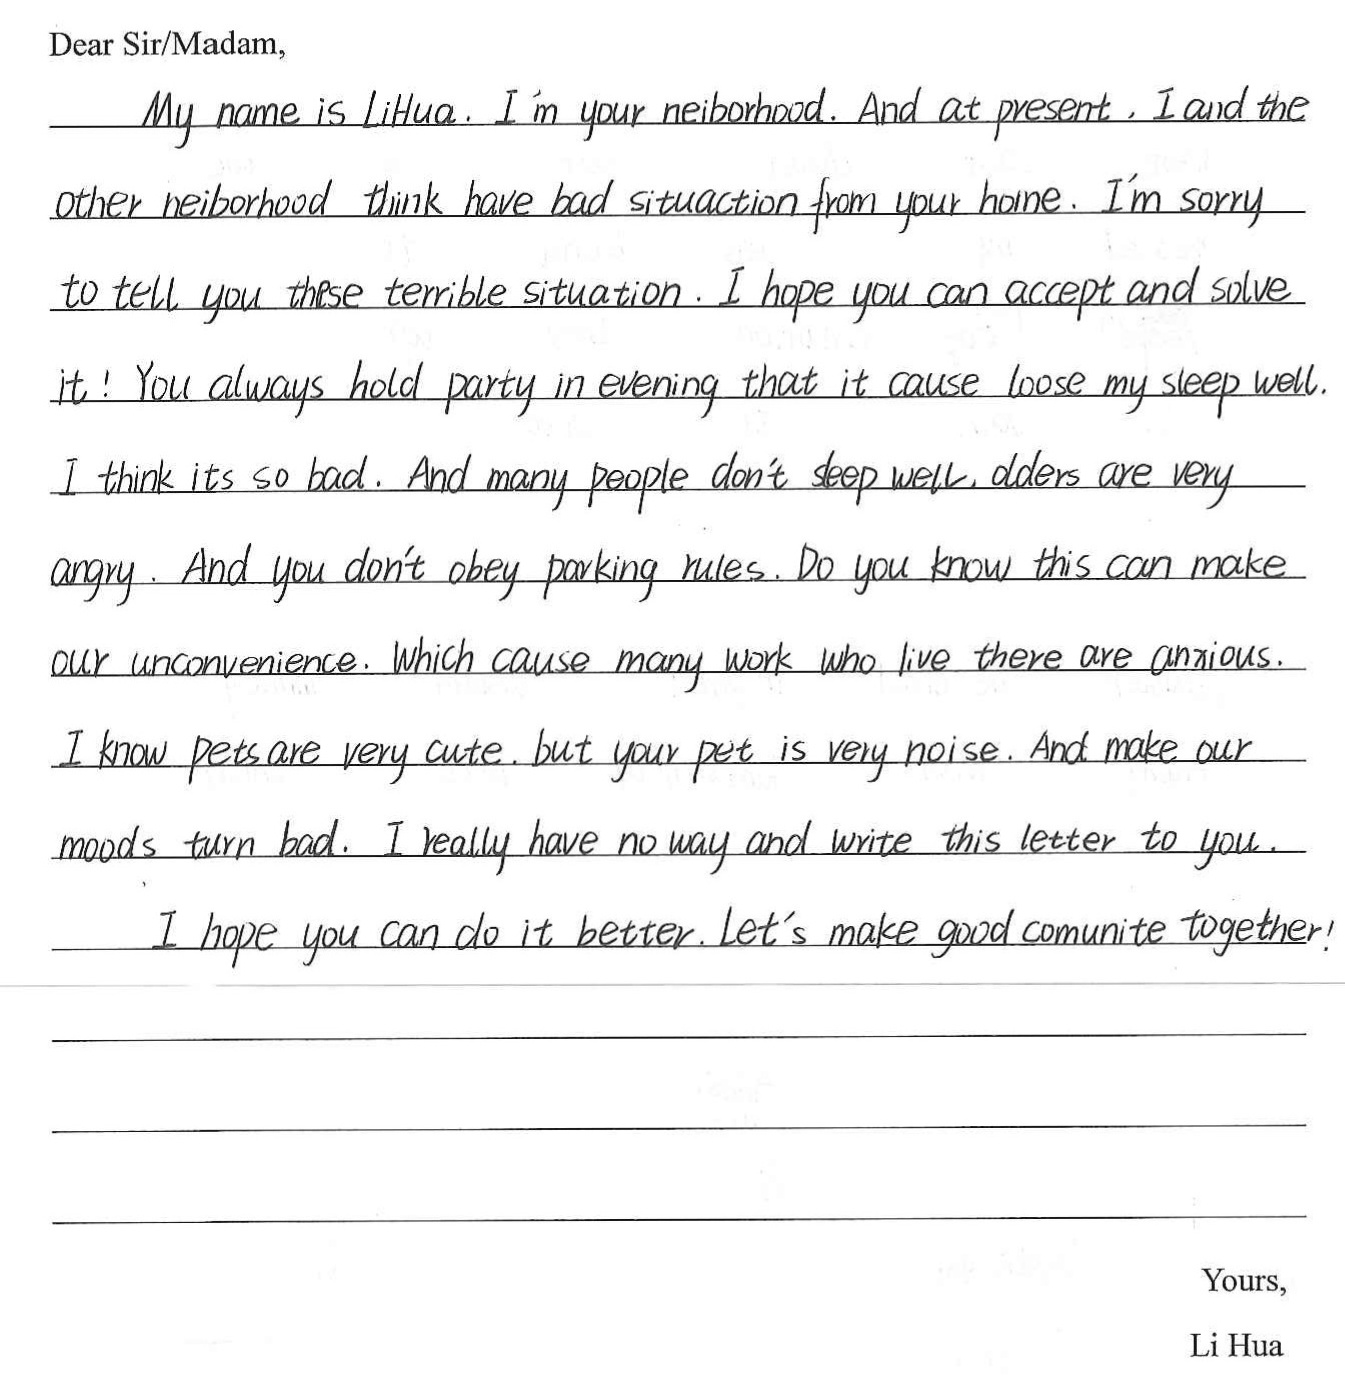 Dear Sir/Madam,
My name is LiHua. I'm your neiborhood. And at present, I and the
other neiborhood think have bad situaction from your home. I'm sorry
to tell you these terrible situation. I hope you can accept and solve
it! You always hold party in evening that it cause loose my sleep well.
I think its so bad. And many people don't sleep well, olders are very
angry. And you don't obey parking rules. Do you know this can make
our unconvenience. Which cause many work who live there are anxious.
I know pets are very cute. but your pet is very noise. And make our
moods turn bad. I really have no way and write this letter to you.
I hope you can do it better. Let's make good comunite together!
Yours,
Li Hua